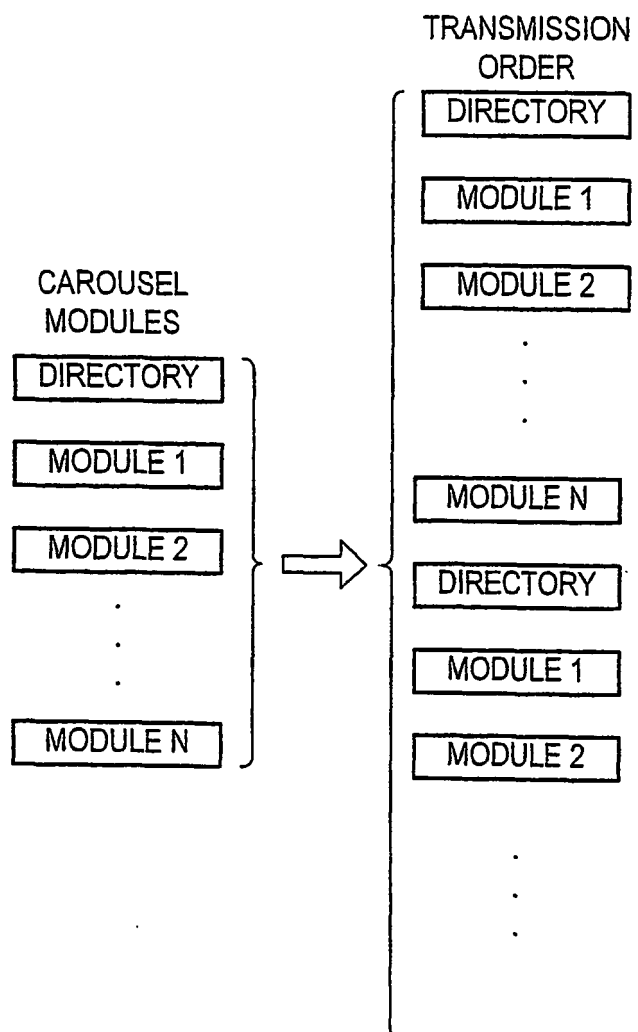 CAROUSEL
MODULES
DIRECTORY
MODULE 1
MODULE 2
MODULE N
TRANSMISSION
ORDER
DIRECTORY
MODULE 1
MODULE 2
MODULE N
DIRECTORY
MODULE 1
MODULE 2